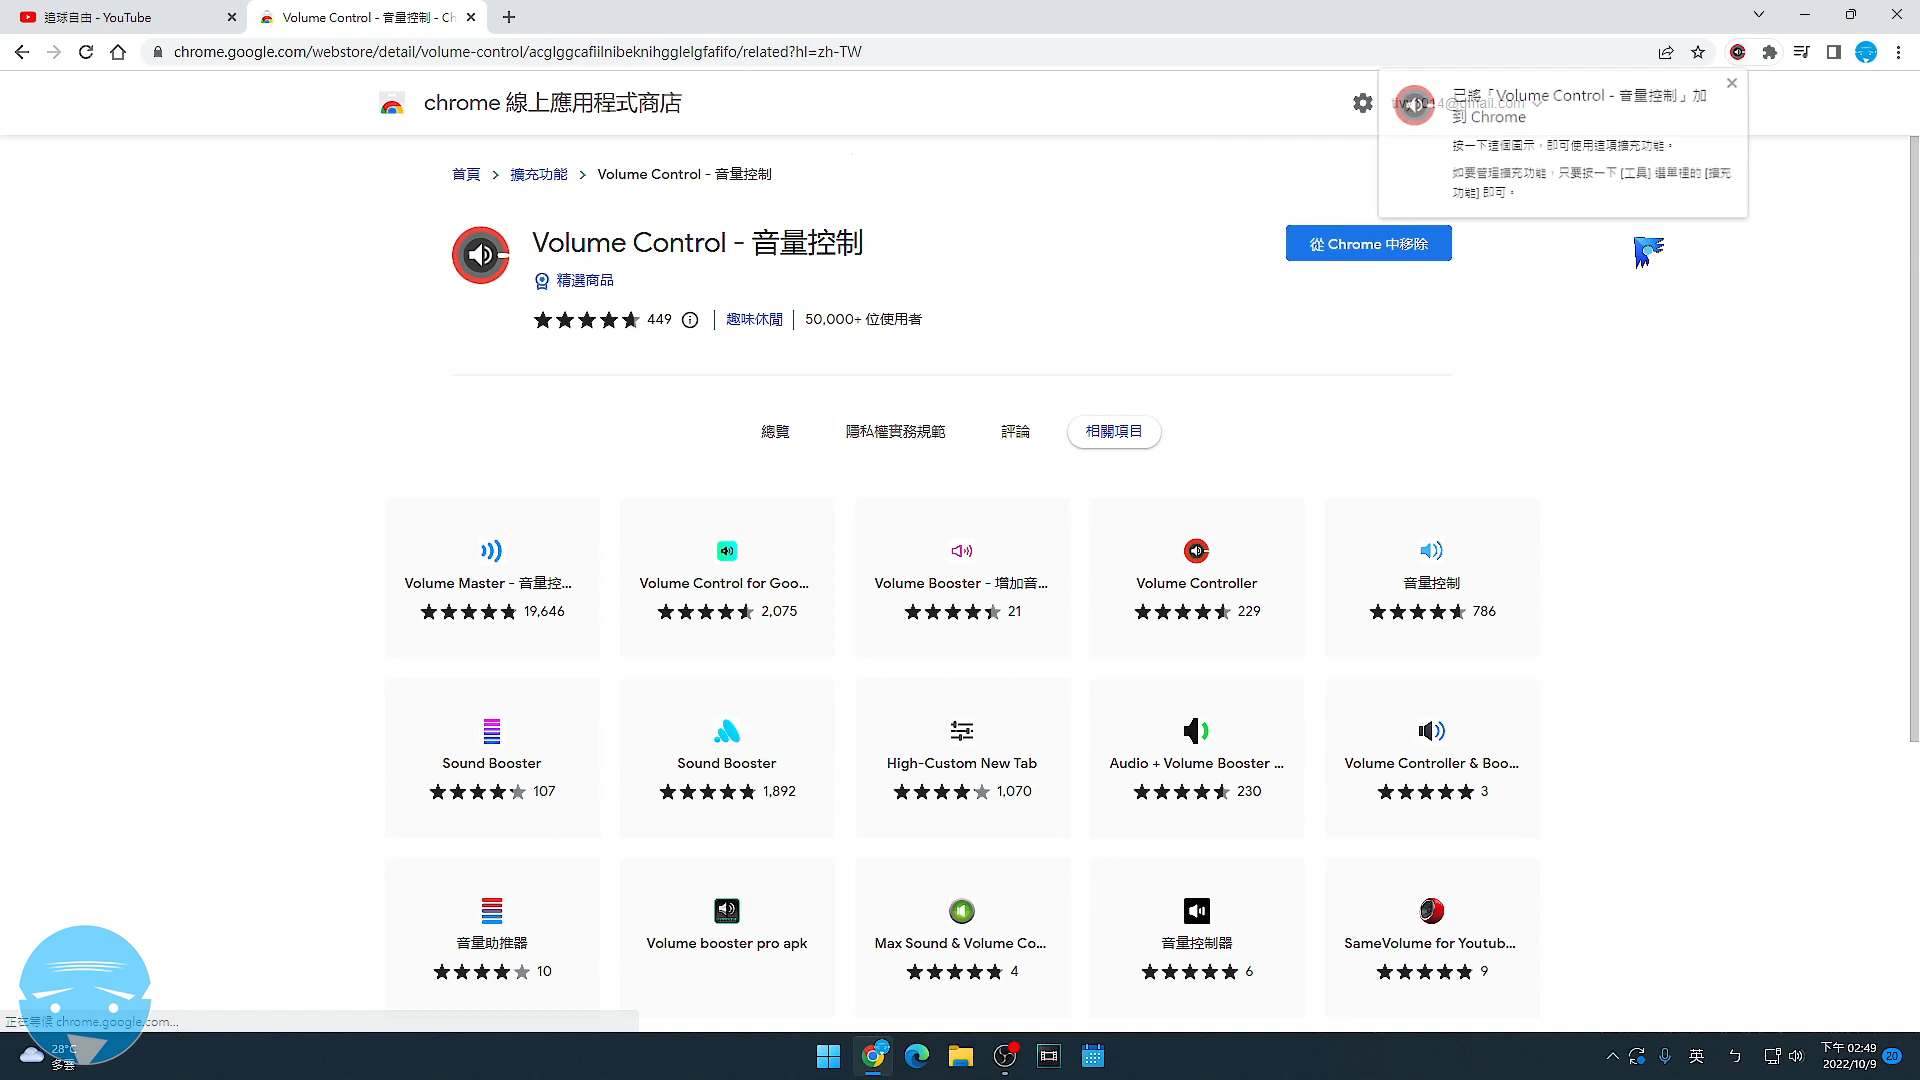 追球自由 - YouTube
Volume Control - 音量控制 - Ch
chrome.google.com/webstore/detail/volume-control/acglggcafiilnibeknihgglelgfafifo/related?hl=zh-TW
chrome 線上應用程式商店
已將「Volume Control - 音量控制」加
到 Chrome
按一下這個圖示，即可使用這項擴充功能。
如要管理擴充功能，只要按一下 [工具] 選單裡的 [擴充
功能] 即可。
首頁 > 擴充功能 > Volume Control - 音量控制
Volume Control - 音量控制
從 Chrome 中移除
精選商品
449
趣味休閒
50,000+ 位使用者
總覽
隱私權實務規範
評論
相關項目
Volume Master - 音量控...
19,646
Volume Control for Goo...
2,075
Volume Booster - 增加音...
21
Volume Controller
229
音量控制
786
Sound Booster
107
Sound Booster
1,892
High-Custom New Tab
1,070
Audio + Volume Booster ...
230
Volume Controller & Boo...
3
音量助推器
10
Volume booster pro apk
Max Sound & Volume Co...
4
音量控制器
6
SameVolume for Youtub...
9
正在等候 chrome.google.com...
28°C
多雲
英
下午 02:49
2022/10/9
20